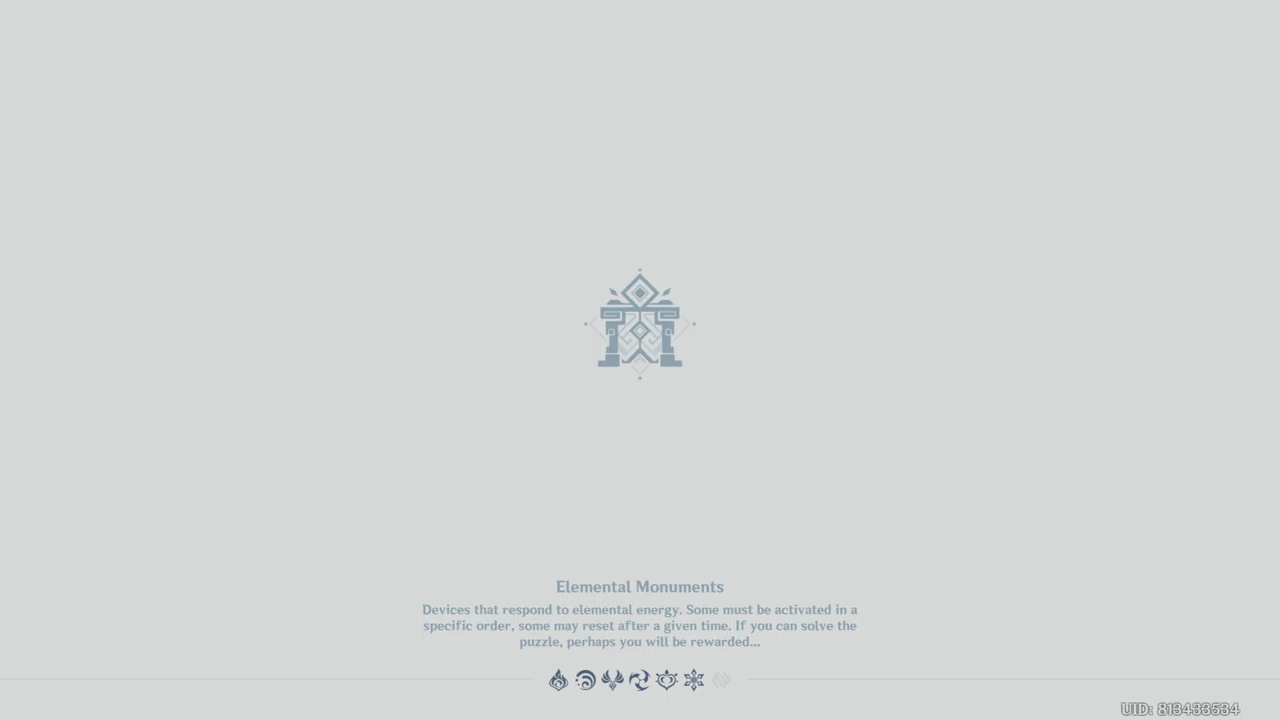 Elemental Monuments
Devices that respond to elemental energy. Some must be activated in a
specific order, some may reset after a given time. If you can solve the
puzzle, perhaps you will be rewarded...
UID: 813433534